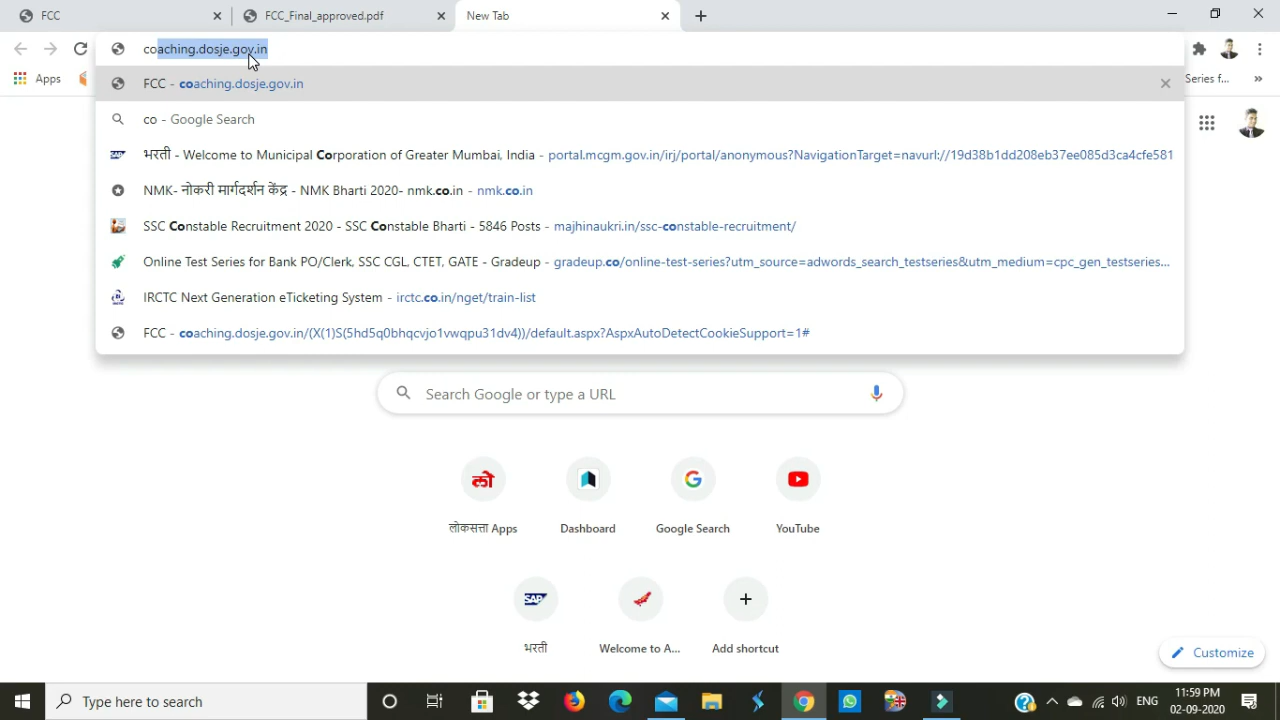 FCC
FCC_Final_approved.pdf
New Tab
coaching.dosje.gov.in
Apps
Series f...
FCC - coaching.dosje.gov.in
co - Google Search
भरती - Welcome to Municipal Corporation of Greater Mumbai, India - portal.mcgm.gov.in/irj/portal/anonymous?NavigationTarget=navurl://19d38b1dd208eb37ee085d3ca4cfe581
NMK- नोकरी मार्गदर्शन केंद्र - NMK Bharti 2020- nmk.co.in - nmk.co.in
SSC Constable Recruitment 2020 - SSC Constable Bharti - 5846 Posts - majhinaukri.in/ssc-constable-recruitment/
Online Test Series for Bank PO/Clerk, SSC CGL, CTET, GATE - Gradeup - gradeup.co/online-test-series?utm_source=adwords_search_testseries&utm_medium=cpc_gen_testseries...
IRCTC Next Generation eTicketing System - irctc.co.in/nget/train-list
FCC - coaching.dosje.gov.in/(X(1)S(5hd5q0bhqcvjo1vwqpu31dv4))/default.aspx?AspxAutoDetectCookieSupport=1#
Search Google or type a URL
लो
लोकसत्ता Apps
Dashboard
Google Search
YouTube
SAP
भरती
Welcome to A...
Add shortcut
Customize
Type here to search
ENG
11:59 PM
02-09-2020